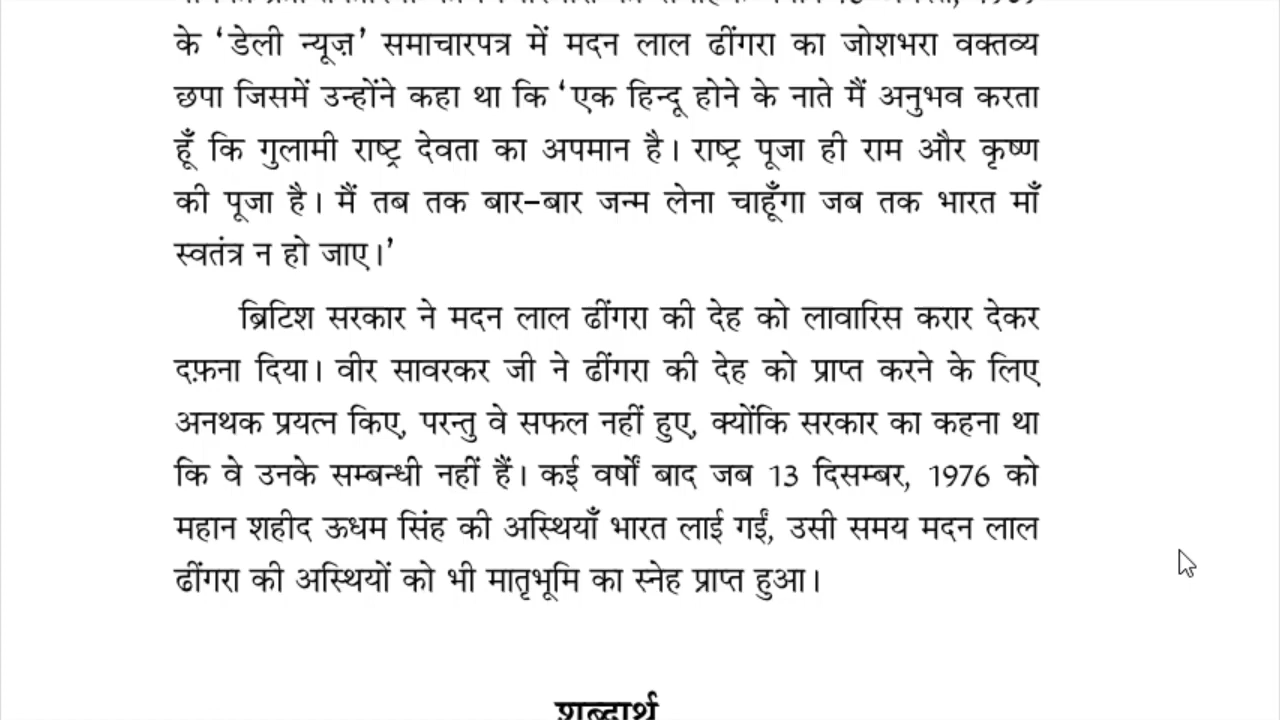 के ‘डेली न्यूज़’ समाचारपत्र में मदन लाल ढींगरा का जोशभरा वक्तव्य
छपा जिसमें उन्होंने कहा था कि ‘एक हिन्दू होने के नाते मैं अनुभव करता
हूँ कि गुलामी राष्ट्र देवता का अपमान है। राष्ट्र पूजा ही राम और कृष्ण
की पूजा है। मैं तब तक बार-बार जन्म लेना चाहूँगा जब तक भारत माँ
स्वतंत्र न हो जाए।’
ब्रिटिश सरकार ने मदन लाल ढींगरा की देह को लावारिस करार देकर
दफ़ना दिया। वीर सावरकर जी ने ढींगरा की देह को प्राप्त करने के लिए
अनथक प्रयत्न किए, परन्तु वे सफल नहीं हुए, क्योंकि सरकार का कहना था
कि वे उनके सम्बन्धी नहीं हैं। कई वर्षों बाद जब 13 दिसम्बर, 1976 को
महान शहीद ऊधम सिंह की अस्थियाँ भारत लाई गईं, उसी समय मदन लाल
ढींगरा की अस्थियों को भी मातृभूमि का स्नेह प्राप्त हुआ।
शब्दार्थ